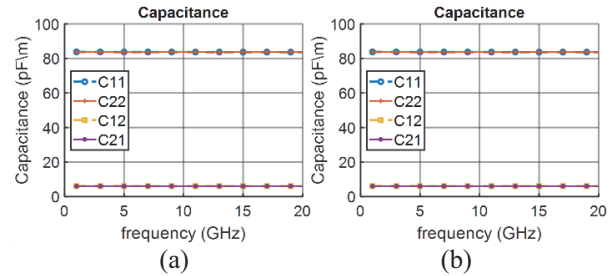 Capacitance
Capacitance (pF\m)
100
80
60
40
20
0
C11
C22
C12
C21
0 5 10 15 20
frequency (GHz)
(a)
Capacitance
Capacitance (pF\m)
100
80
60
40
20
0
C11
C22
C12
C21
0 5 10 15 20
frequency (GHz)
(b)